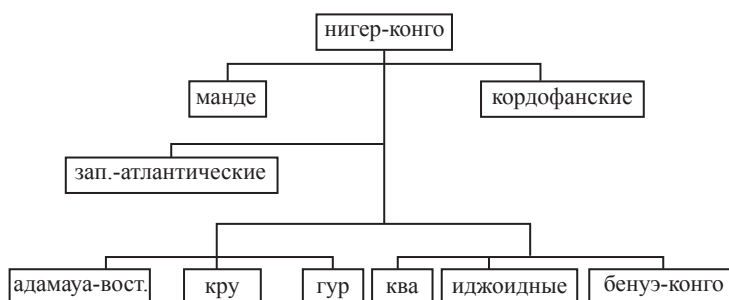 нигер-конго
манде
кордофанские
зап.-атлантические
адамауа-вост.
кру
гур
ква
иджоидные
бенуэ-конго